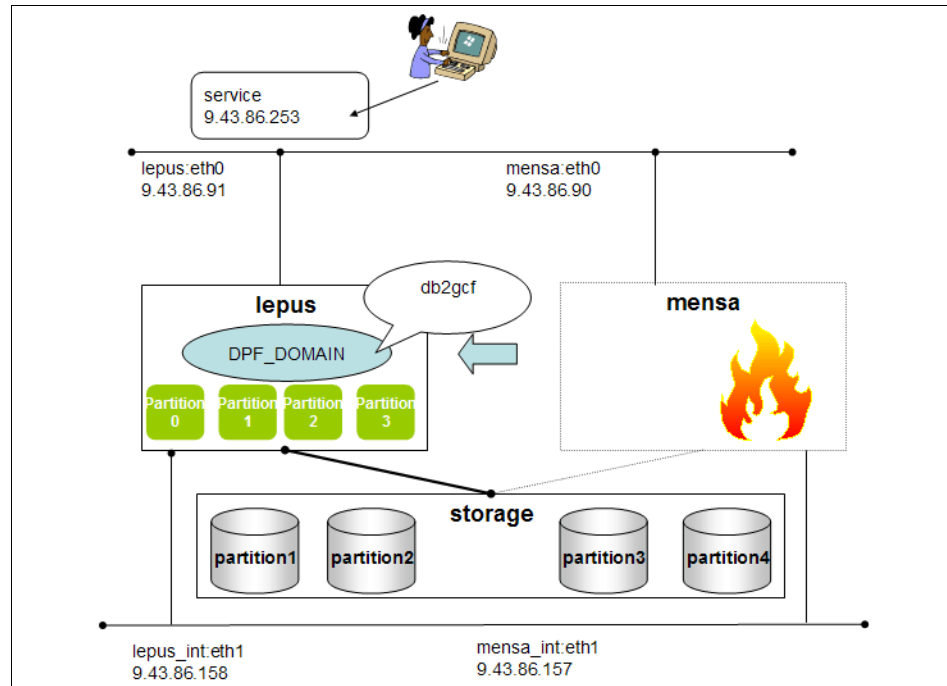 service
9.43.86.253
lepus:eth0
9.43.86.91
mensa:eth0
9.43.86.90
db2gcf
lepus
mensa
DPF_DOMAIN
Partition
0
Partition
1
Partition
2
Partition
3
storage
partition1
partition2
partition3
partition4
lepus_int:eth1
9.43.86.158
mensa_int:eth1
9.43.86.157